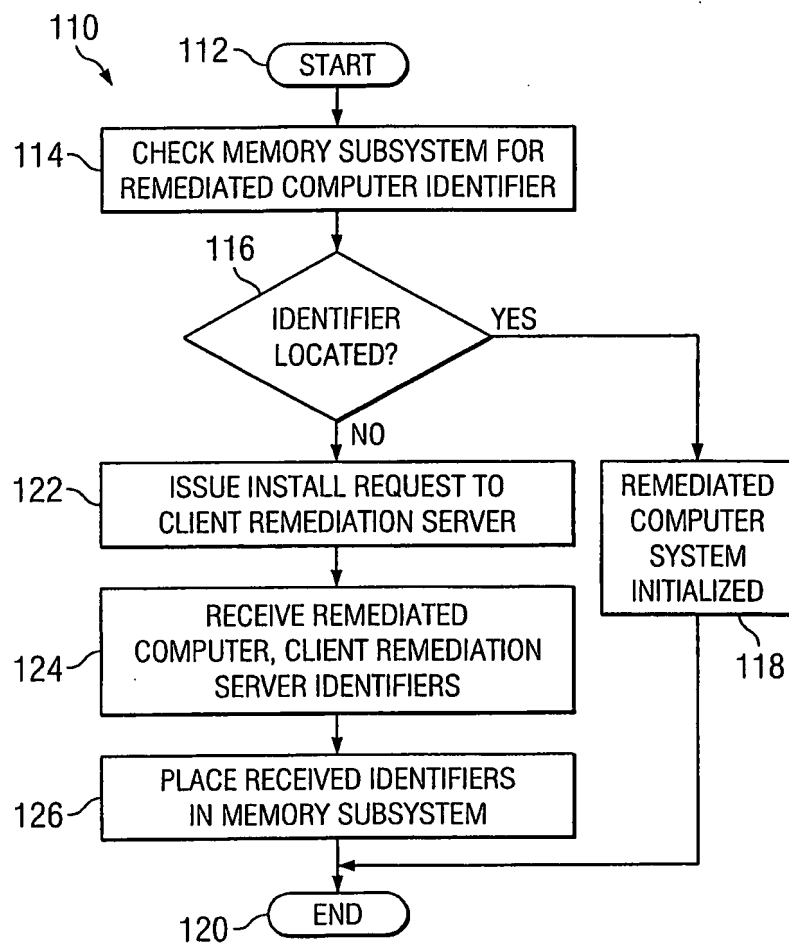 110
112
START
114
CHECK MEMORY SUBSYSTEM FOR
REMEDIATED COMPUTER IDENTIFIER
116
IDENTIFIER
LOCATED?
YES
NO
122
ISSUE INSTALL REQUEST TO
CLIENT REMEDIATION SERVER
REMEDIATED
COMPUTER
SYSTEM
INITIALIZED
118
124
RECEIVE REMEDIATED
COMPUTER, CLIENT REMEDIATION
SERVER IDENTIFIERS
126
PLACE RECEIVED IDENTIFIERS
IN MEMORY SUBSYSTEM
120
END